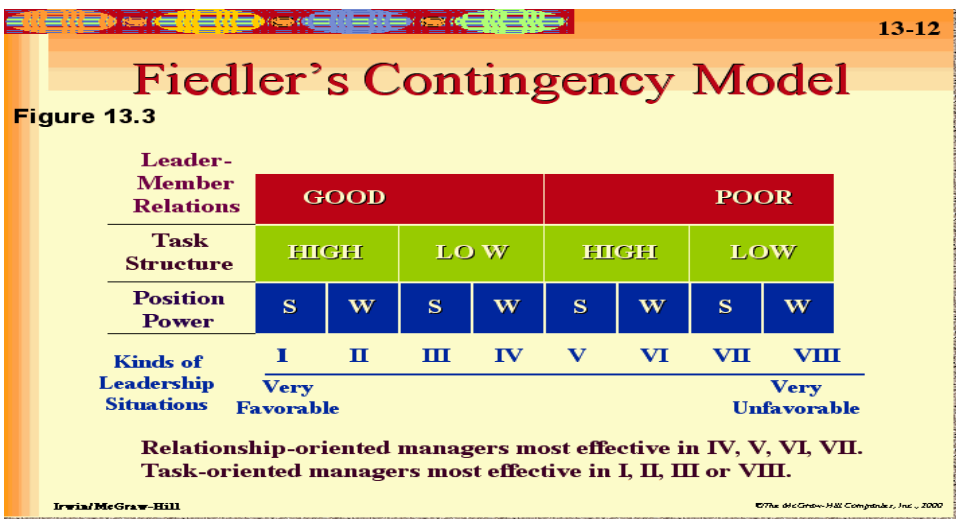 13-12
Fiedler's Contingency Model
Figure 13.3
Leader-
Member
Relations
GOOD POOR
Task
Structure
HIGH LO W HIGH LOW
Position
Power
S W S W S W S W
Kinds of
Leadership
Situations
I II III IV V VI VII VIII
Very
Favorable
Very
Unfavorable
Relationship-oriented managers most effective in IV, V, VI, VII.
Task-oriented managers most effective in I, II, III or VIII.
Irwin/McGraw-Hill
©The McGraw-Hill Companies, Inc., 2000